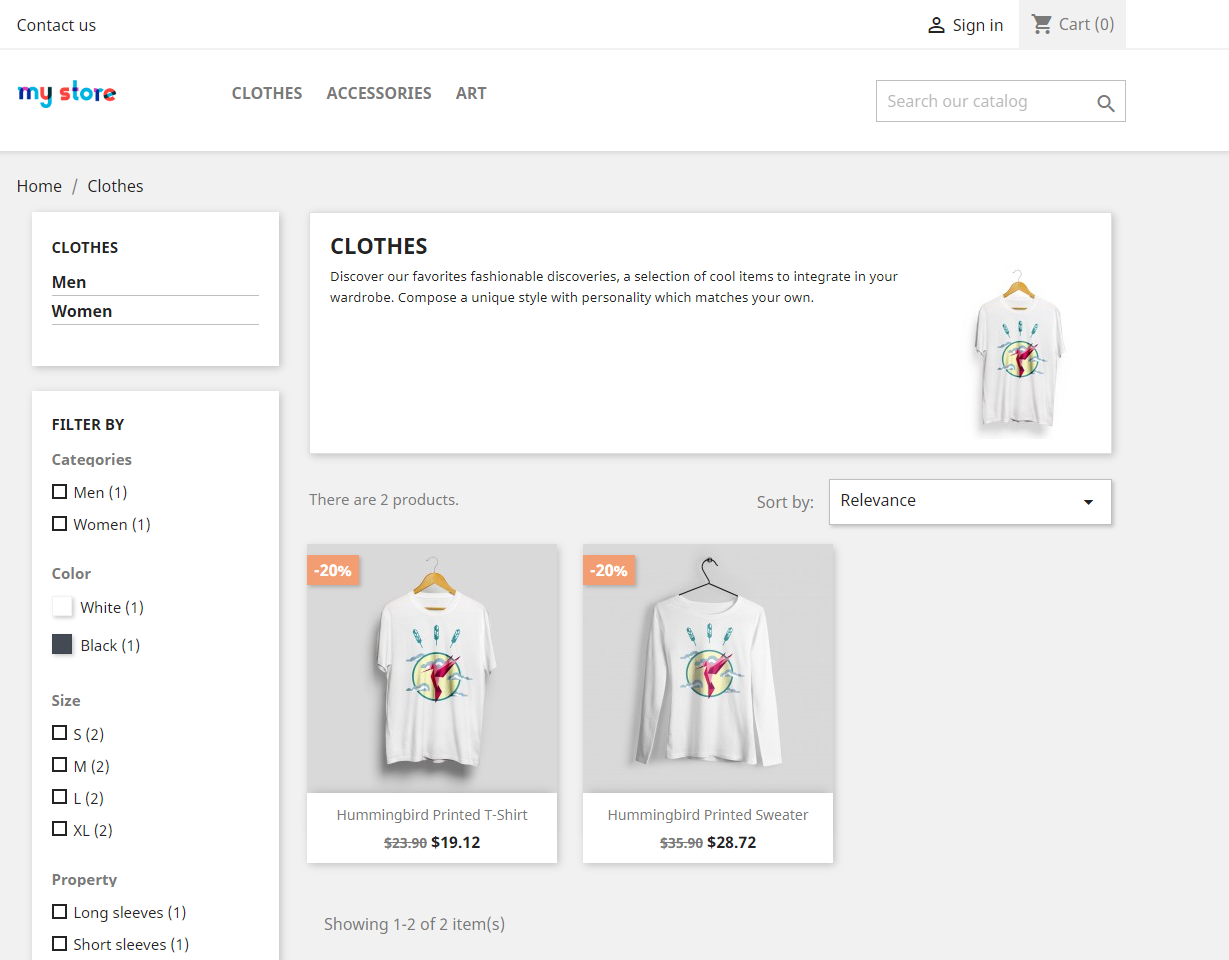 Contact us
Sign in
Cart (0)
my store
CLOTHES
ACCESSORIES
ART
Search our catalog
Home / Clothes
CLOTHES
Men
Women
FILTER BY
Categories
Men (1)
Women (1)
Color
White (1)
Black (1)
Size
S (2)
M (2)
L (2)
XL (2)
Property
Long sleeves (1)
Short sleeves (1)
CLOTHES
Discover our favorites fashionable discoveries, a selection of cool items to integrate in your
wardrobe. Compose a unique style with personality which matches your own.
There are 2 products.
Sort by:
Relevance
-20%
Hummingbird Printed T-Shirt
$23.90 $19.12
-20%
Hummingbird Printed Sweater
$35.90 $28.72
Showing 1-2 of 2 item(s)